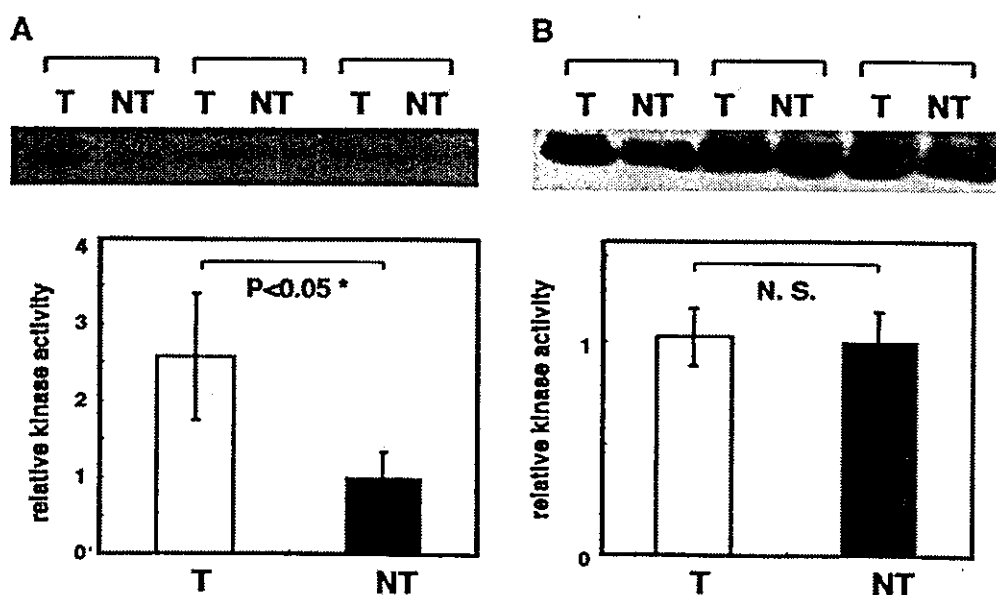 A
T NT T NT T NT
4
3
2
1
0
relative kinase activity
P<0.05 *
T NT
B
T NT T NT T NT
1
0
relative kinase activity
N. S.
T NT